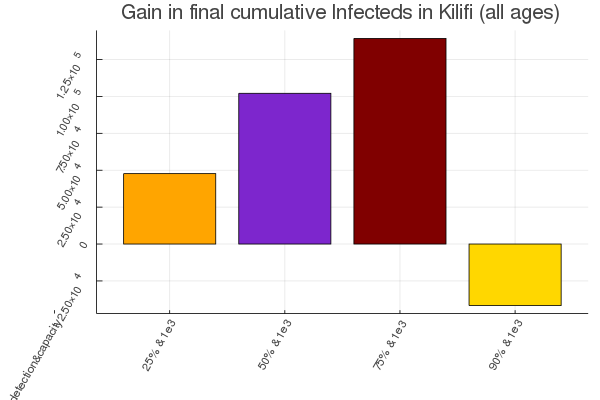 Gain in final cumulative Infecteds in Kilifi (all ages)
1.25×10 5
1.00×10 5
7.50×10 4
5.00×10 4
2.50×10 4
0
-2.50×10 4
detection&capacity/
25% & 1e3
50% & 1e3
75% & 1e3
90% & 1e3